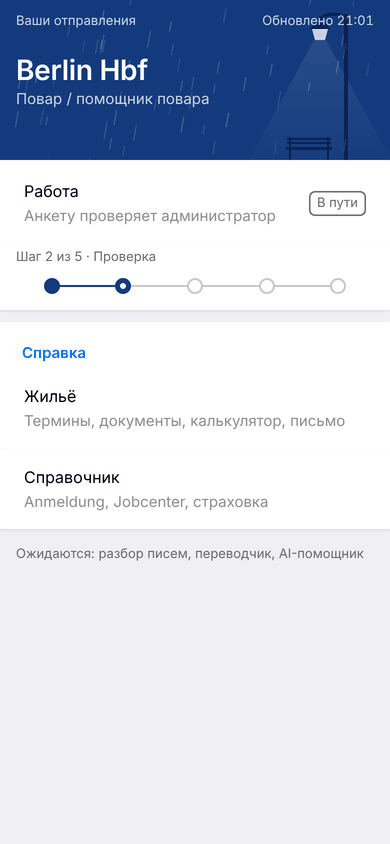 Ваши отправления
Обновлено 21:01
Berlin Hbf
Повар / помощник повара
Работа
Анкету проверяет администратор
В пути
Шаг 2 из 5 · Проверка
Справка
Жильё
Термины, документы, калькулятор, письмо
Справочник
Anmeldung, Jobcenter, страховка
Ожидаются: разбор писем, переводчик, AI-помощник